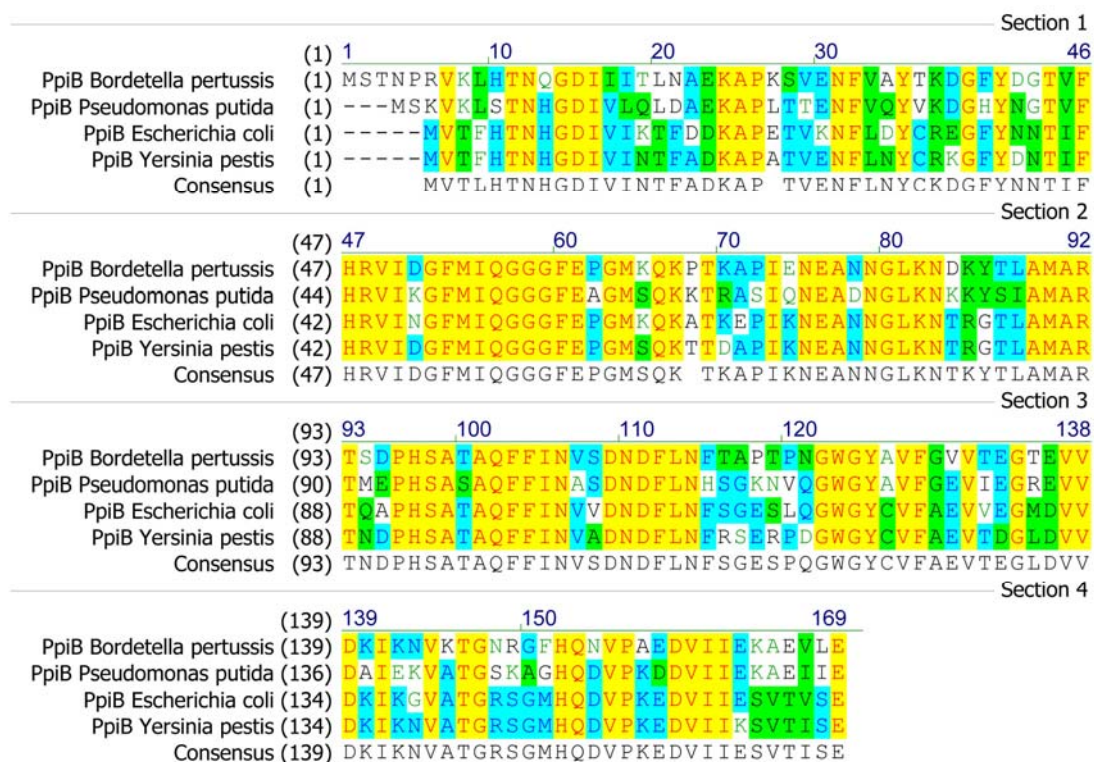 Section 1
(1) 1 10 20 30 46
PpiB Bordetella pertussis (1) MSTNPRVKLHTNQGDIIITLNAEKAPKSVENFVAYTKDGFYDGTVF
PpiB Pseudomonas putida (1) ---MSKVKLSTNHGDIVLQLDAEKAPLTTENFVQYVKDGHYNGTVF
PpiB Escherichia coli (1) -----MVTFHTNHGDIVIKTFDDKAPETVKNFLDYCREGFYNNTIF
PpiB Yersinia pestis (1) -----MVTFHTNHGDIVINTFADKAPATVENFLNYCRKGFYDNTIF
Consensus (1) MVTLHTNHGDIVINTFADKAP TVENFLNYCKDGFYNNTIF
Section 2
(47) 47 60 70 80 92
PpiB Bordetella pertussis (47) HRVIDGFMIQGGGFEPGMKQKPTKAPIENEANNGLKNDKYTLAMAR
PpiB Pseudomonas putida (44) HRVIKGFMIQGGGFEAGMSQKKTRASIQNEADNGLKNKKYSIAMAR
PpiB Escherichia coli (42) HRVINGFMIQGGGFEPGMKQKATKEPIKNEANNGLKNTRGTLAMAR
PpiB Yersinia pestis (42) HRVIDGFMIQGGGFEPGMSQKTTDAPIKNEANNGLKNTRGTLAMAR
Consensus (47) HRVIDGFMIQGGGFEPGMSQK TKAPIKNEANNGLKNTKYTLAMAR
Section 3
(93) 93 100 110 120 138
PpiB Bordetella pertussis (93) TSDPHSATAQFFINVSDNDFLNFTAPTPNGWGYAVFGVVTEGTEVV
PpiB Pseudomonas putida (90) TMEPHSASAQFFINASDNDFLNHSGKNVQGWGYAVFGEVIEGREVV
PpiB Escherichia coli (88) TQAPHSATAQFFINVVDNDFLNFSGESLQGWGYCVFAEVVEGMDVV
PpiB Yersinia pestis (88) TNDPHSATAQFFINVADNDFLNFRSERPDGWGYCVFAEVTDGLDVV
Consensus (93) TNDPHSATAQFFINVSDNDFLNFSGESPQGWGYCVFAEVTEGLDVV
Section 4
(139) 139 150 169
PpiB Bordetella pertussis (139) DKIKNVKTGNRGFHQNVPAEDVIIEKAEVLE
PpiB Pseudomonas putida (136) DAIEKVATGSKAGHQDVPKDDVIIEKAEIIE
PpiB Escherichia coli (134) DKIKGVATGRSGMHQDVPKEDVIIESVTVSE
PpiB Yersinia pestis (134) DKIKNVATGRSGMHQDVPKEDVIIKSVTISE
Consensus (139) DKIKNVATGRSGMHQDVPKEDVIIESVTISE